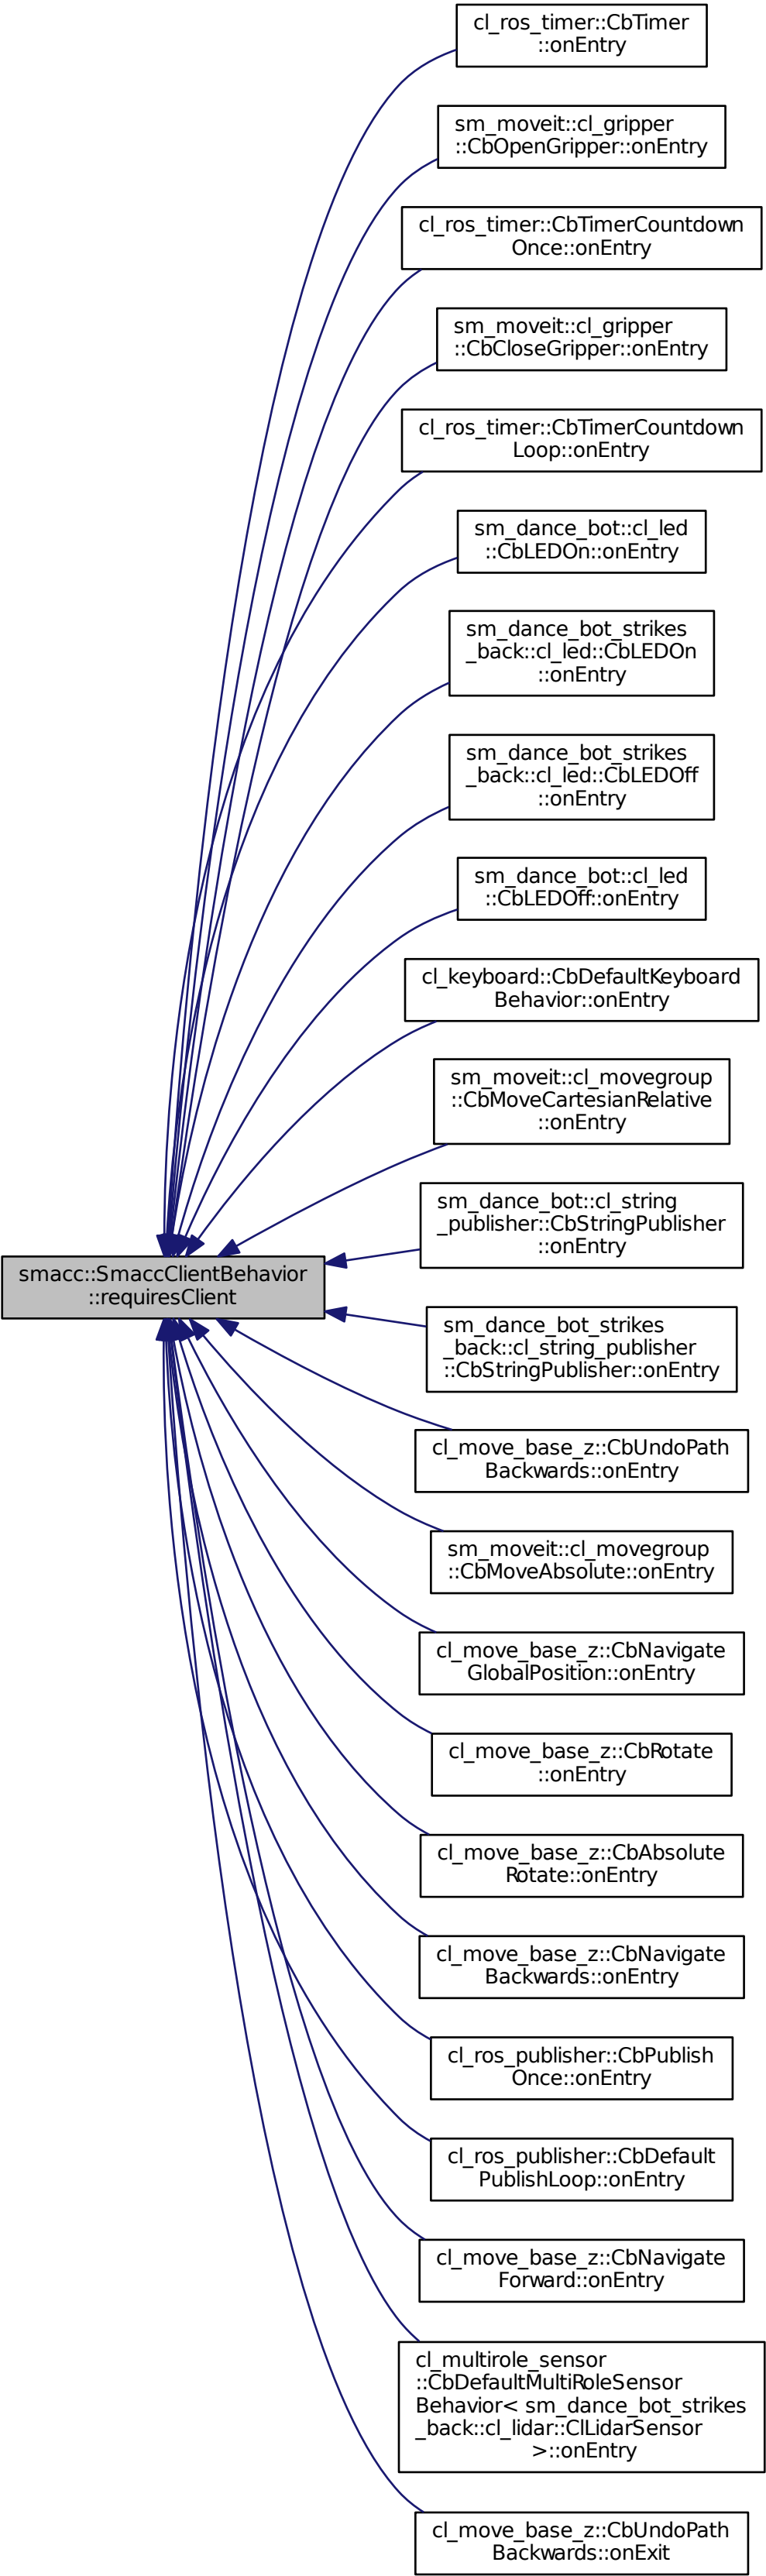 cl_ros_timer::CbTimer
::onEntry
sm_moveit::cl_gripper
::CbOpenGripper::onEntry
cl_ros_timer::CbTimerCountdown
Once::onEntry
sm_moveit::cl_gripper
::CbCloseGripper::onEntry
cl_ros_timer::CbTimerCountdown
Loop::onEntry
sm_dance_bot::cl_led
::CbLEDOn::onEntry
sm_dance_bot_strikes
_back::cl_led::CbLEDOn
::onEntry
sm_dance_bot_strikes
_back::cl_led::CbLEDOff
::onEntry
sm_dance_bot::cl_led
::CbLEDOff::onEntry
cl_keyboard::CbDefaultKeyboard
Behavior::onEntry
sm_moveit::cl_movegroup
::CbMoveCartesianRelative
::onEntry
sm_dance_bot::cl_string
_publisher::CbStringPublisher
::onEntry
smacc::SmaccClientBehavior
::requiresClient
sm_dance_bot_strikes
_back::cl_string_publisher
::CbStringPublisher::onEntry
cl_move_base_z::CbUndoPath
Backwards::onEntry
sm_moveit::cl_movegroup
::CbMoveAbsolute::onEntry
cl_move_base_z::CbNavigate
GlobalPosition::onEntry
cl_move_base_z::CbRotate
::onEntry
cl_move_base_z::CbAbsolute
Rotate::onEntry
cl_move_base_z::CbNavigate
Backwards::onEntry
cl_ros_publisher::CbPublish
Once::onEntry
cl_ros_publisher::CbDefault
PublishLoop::onEntry
cl_move_base_z::CbNavigate
Forward::onEntry
cl_multirole_sensor
::CbDefaultMultiRoleSensor
Behavior< sm_dance_bot_strikes
_back::cl_lidar::ClLidarSensor
>::onEntry
cl_move_base_z::CbUndoPath
Backwards::onExit